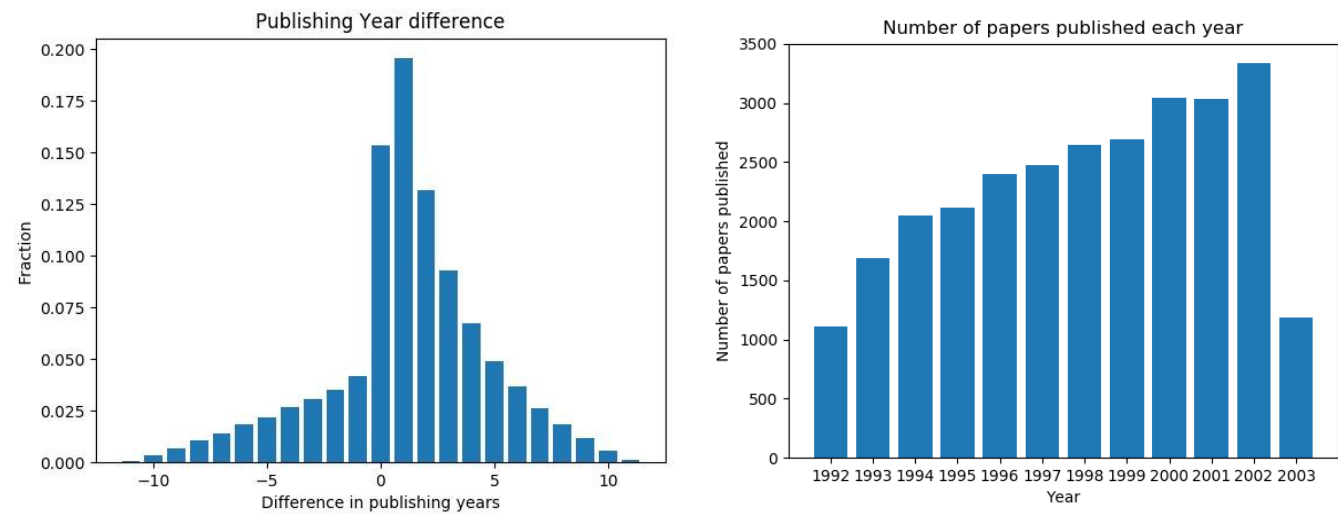 Publishing Year difference
0.200
0.175
0.150
0.125
0.100
0.075
0.050
0.025
0.000
Fraction
−10 −5 0 5 10
Difference in publishing years
Number of papers published each year
3500
3000
2500
2000
1500
1000
500
0
Number of papers published
1992 1993 1994 1995 1996 1997 1998 1999 2000 2001 2002 2003
Year